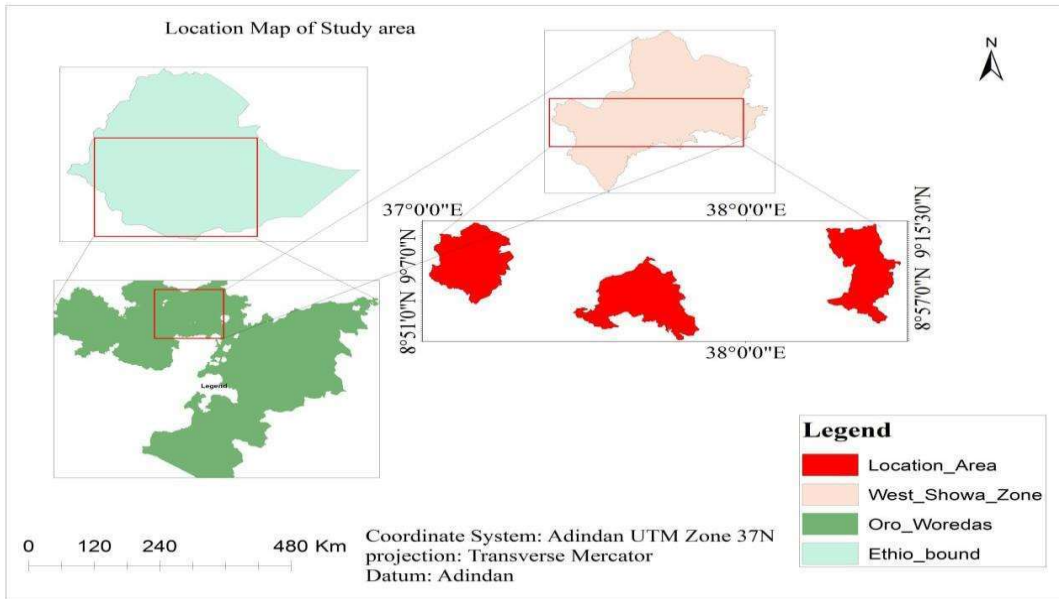 Location Map of Study area
N
37°0'0"E
38°0'0"E
8°51'0"N 9°7'0"N
8°57'0"N 9°15'3"N
38°0'0"E
Legend
Legend
Location_Area
West_Showa_Zone
Oro_Woredas
Ethio_bound
0 120 240 480 Km
Coordinate System: Adindan UTM Zone 37N
projection: Transverse Mercator
Datum: Adindan